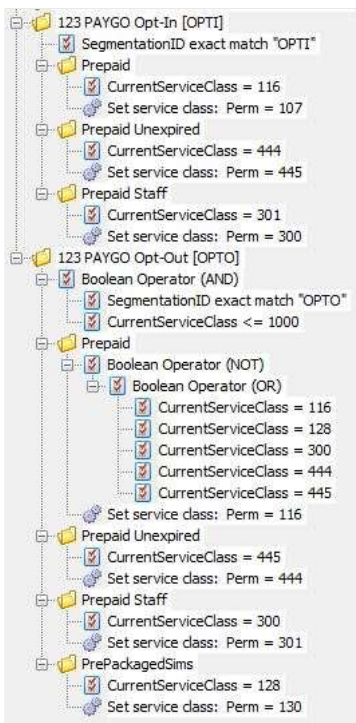 123 PAYGO Opt-In [OPTI]
SegmentationID exact match "OPTI"
Prepaid
CurrentServiceClass = 116
Set service class: Perm = 107
Prepaid Unexpired
CurrentServiceClass = 444
Set service class: Perm = 445
Prepaid Staff
CurrentServiceClass = 301
Set service class: Perm = 300
123 PAYGO Opt-Out [OPTO]
Boolean Operator (AND)
SegmentationID exact match "OPTO"
CurrentServiceClass <= 1000
Prepaid
Boolean Operator (NOT)
Boolean Operator (OR)
CurrentServiceClass = 116
CurrentServiceClass = 128
CurrentServiceClass = 300
CurrentServiceClass = 444
CurrentServiceClass = 445
Set service class: Perm = 116
Prepaid Unexpired
CurrentServiceClass = 445
Set service class: Perm = 444
Prepaid Staff
CurrentServiceClass = 300
Set service class: Perm = 301
PrePackagedSims
CurrentServiceClass = 128
Set service class: Perm = 130